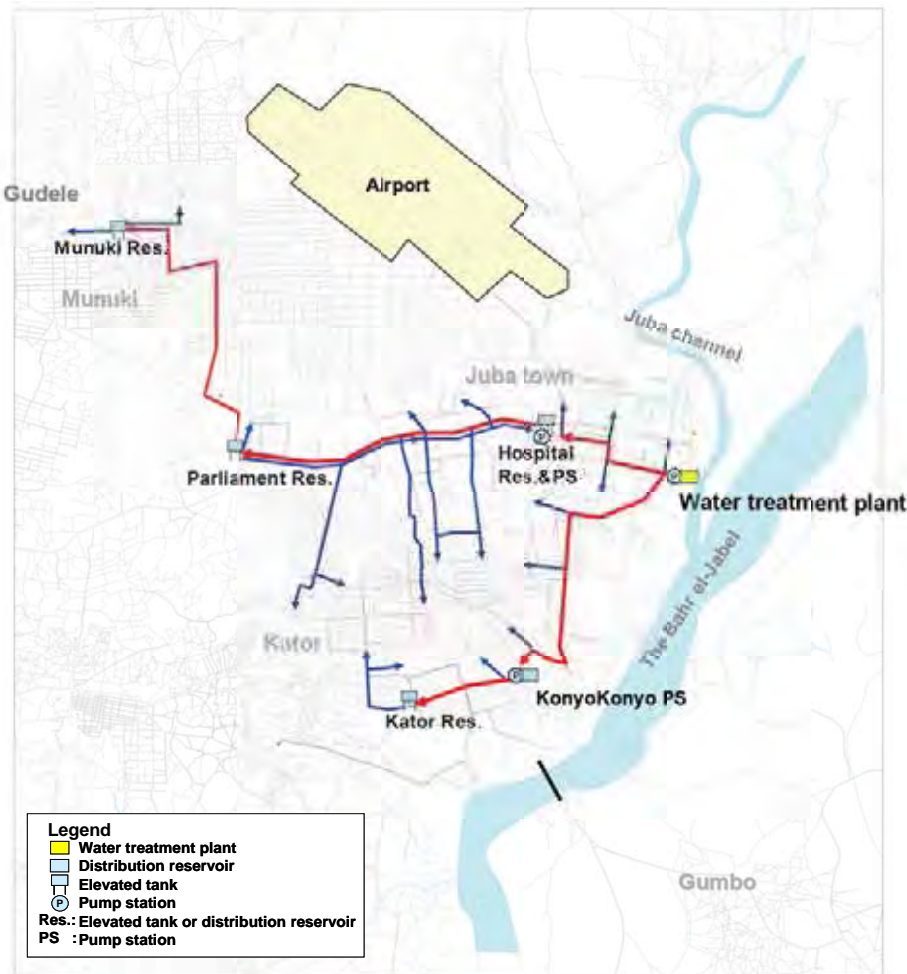 Airport
Gudele
Munuki Res.
Munuki
Juba channel
Juba town
Hospital
Res.&PS
Parliament Res.
Water treatment plant
The Bahr el-Jabel
Kator
KonyoKonyo PS
Kator Res.
Gumbo
Legend
Water treatment plant
Distribution reservoir
Elevated tank
P Pump station
Res.: Elevated tank or distribution reservoir
PS : Pump station
P
P
P